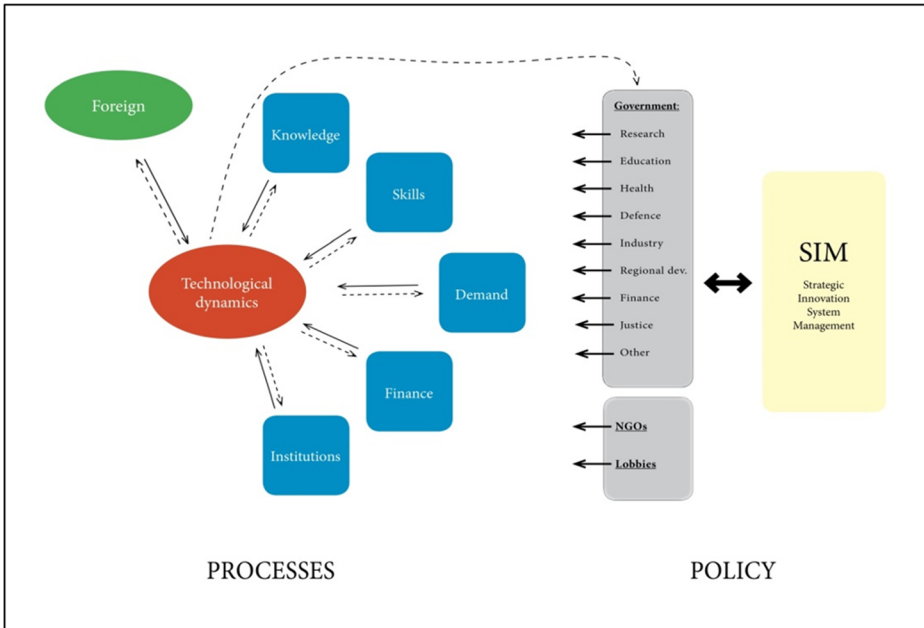 Foreign
Knowledge
Skills
Technological
dynamics
Demand
Finance
Institutions
PROCESSES
Government:
Research
Education
Health
Defence
Industry
Regional dev.
Finance
Justice
Other
NGOs
Lobbies
SIM
Strategic
Innovation
System
Management
POLICY